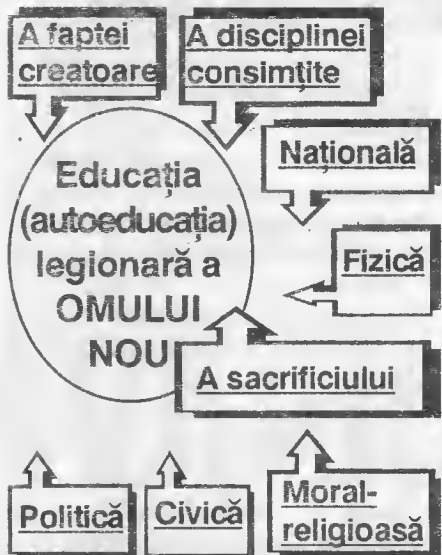 A faptei
creatoare
A disciplinei
consimțite
Națională
Educația
(autoeducația)
legionară a
OMULUI
NOU
Fizică
A sacrificiului
Politică
Civică
Moral-
religioasă